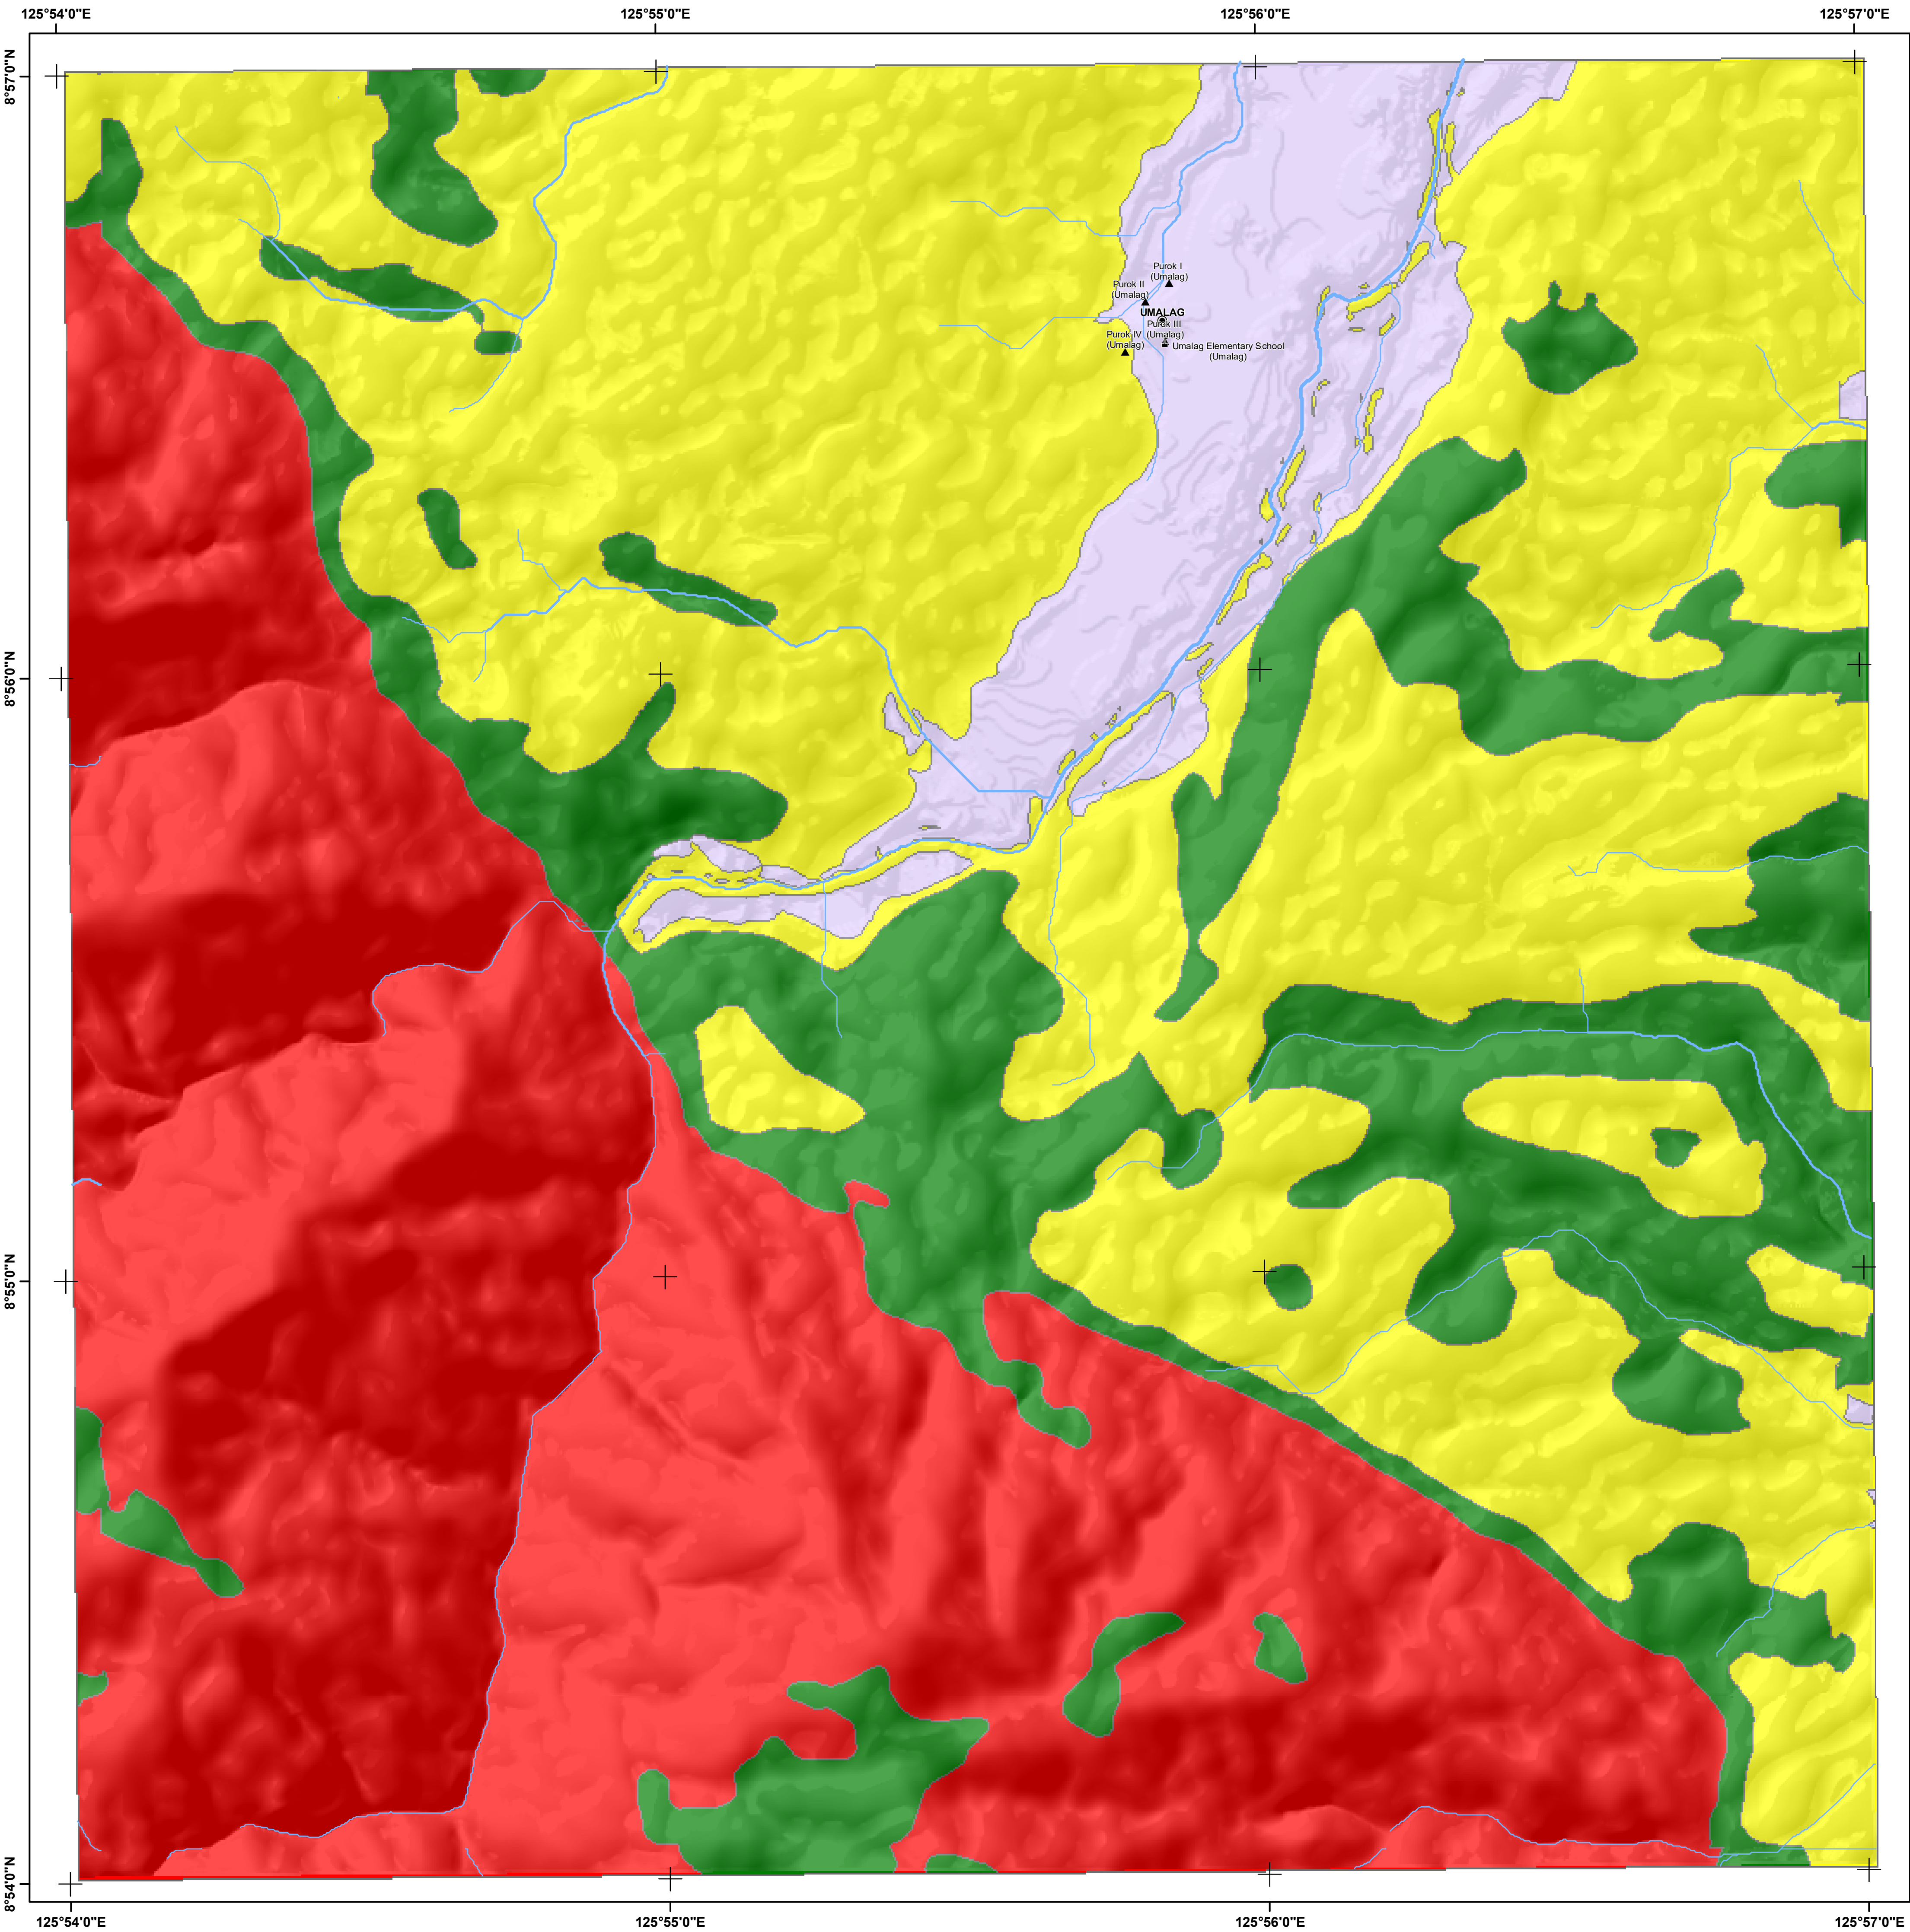 125°54'0"E 125°55'0"E 125°56'0"E 125°57'0"E
8°57'0"N
Purok I
(Umalag)
Purok II
(Umalag)
UMALAG
Purok III
(Umalag)
Purok IV
(Umalag)
Umalag Elementary School
(Umalag)
8°56'0"N
8°55'0"N
8°54'0"N
125°54'0"E 125°55'0"E 125°56'0"E 125°57'0"E